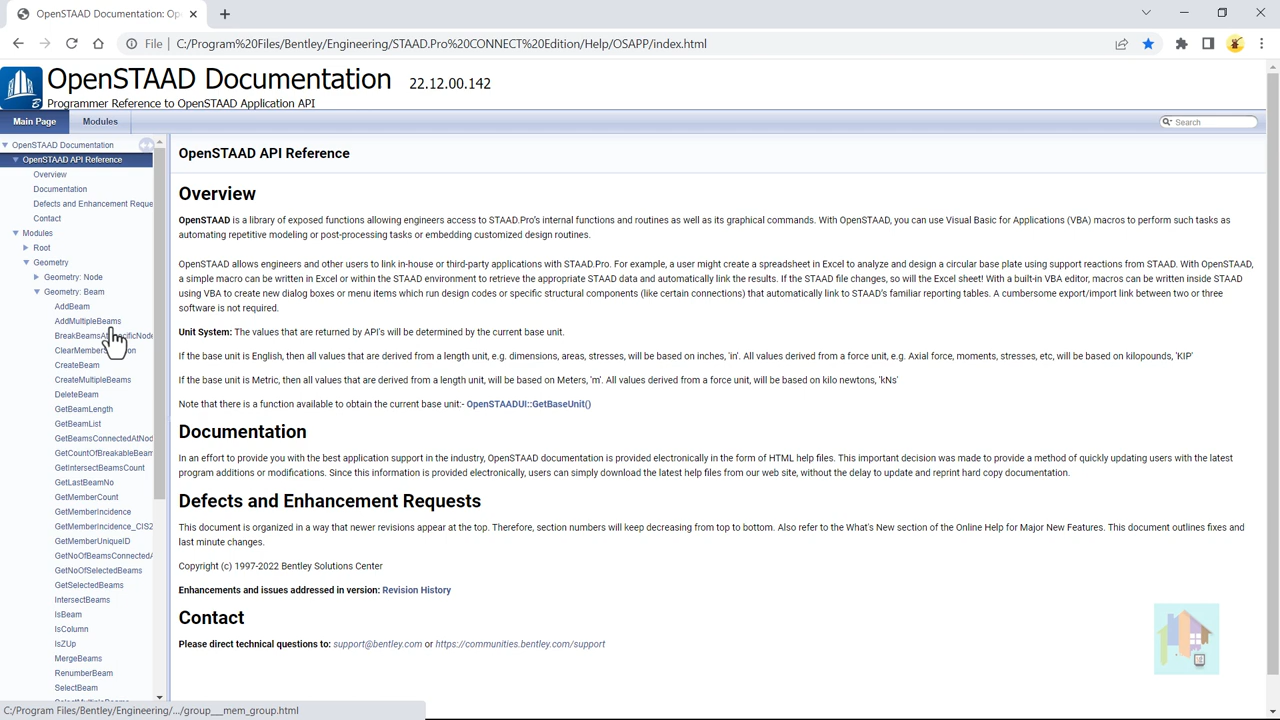 OpenSTAAD Documentation: Op
File
C:/Program%20Files/Bentley/Engineering/STAAD.Pro%20CONNECT%20Edition/Help/OSAPP/index.html
OpenSTAAD Documentation 22.12.00.142
Programmer Reference to OpenSTAAD Application API
Main Page
Modules
Search
OpenSTAAD Documentation
OpenSTAAD API Reference
Overview
Documentation
Defects and Enhancement Reque
Contact
Modules
Root
Geometry
Geometry: Node
Geometry: Beam
AddBeam
AddMultipleBeams
CreateBeam
CreateMultipleBeams
DeleteBeam
GetBeamLength
GetBeamList
GetBeamsConnectedAtNod
GetCountOfBreakableBeam
GetIntersectBeamsCount
GetLastBeamNo
GetMemberCount
GetMemberIncidence
GetMemberIncidence_CIS2
GetMemberUniqueID
GetNoOfBeamsConnectedA
GetNoOfSelectedBeams
GetSelectedBeams
IntersectBeams
IsBeam
IsColumn
IsZUp
MergeBeams
RenumberBeam
SelectBeam
OpenSTAAD API Reference
Overview
OpenSTAAD is a library of exposed functions allowing engineers access to STAAD.Pro's internal functions and routines as well as its graphical commands. With OpenSTAAD, you can use Visual Basic for Applications (VBA) macros to perform such tasks as
automating repetitive modeling or post-processing tasks or embedding customized design routines.
OpenSTAAD allows engineers and other users to link in-house or third-party applications with STAAD.Pro. For example, a user might create a spreadsheet in Excel to analyze and design a circular base plate using support reactions from STAAD. With OpenSTAAD,
a simple macro can be written in Excel or within the STAAD environment to retrieve the appropriate STAAD data and automatically link the results. If the STAAD file changes, so will the Excel sheet! With a built-in VBA editor, macros can be written inside STAAD
using VBA to create new dialog boxes or menu items which run design codes or specific structural components (like certain connections) that automatically link to STAAD's familiar reporting tables. A cumbersome export/import link between two or three
software is not required.
Unit System: The values that are returned by API's will be determined by the current base unit.
If the base unit is English, then all values that are derived from a length unit, e.g. dimensions, areas, stresses, will be based on inches, 'in'. All values derived from a force unit, e.g. Axial force, moments, stresses, etc, will be based on kilopounds, 'KIP'
If the base unit is Metric, then all values that are derived from a length unit, will be based on Meters, 'm'. All values derived from a force unit, will be based on kilo newtons, 'kNs'
Note that there is a function available to obtain the current base unit:- OpenSTAADUI::GetBaseUnit()
Documentation
In an effort to provide you with the best application support in the industry, OpenSTAAD documentation is provided electronically in the form of HTML help files. This important decision was made to provide a method of quickly updating users with the latest
program additions or modifications. Since this information is provided electronically, users can simply download the latest help files from our web site, without the delay to update and reprint hard copy documentation.
Defects and Enhancement Requests
This document is organized in a way that newer revisions appear at the top. Therefore, section numbers will keep decreasing from top to bottom. Also refer to the What's New section of the Online Help for Major New Features. This document outlines fixes and
last minute changes.
Copyright (c) 1997-2022 Bentley Solutions Center
Enhancements and issues addressed in version: Revision History
Contact
Please direct technical questions to: support@bentley.com or https://communities.bentley.com/support
C:/Program Files/Bentley/Engineering/.../group___mem_group.html